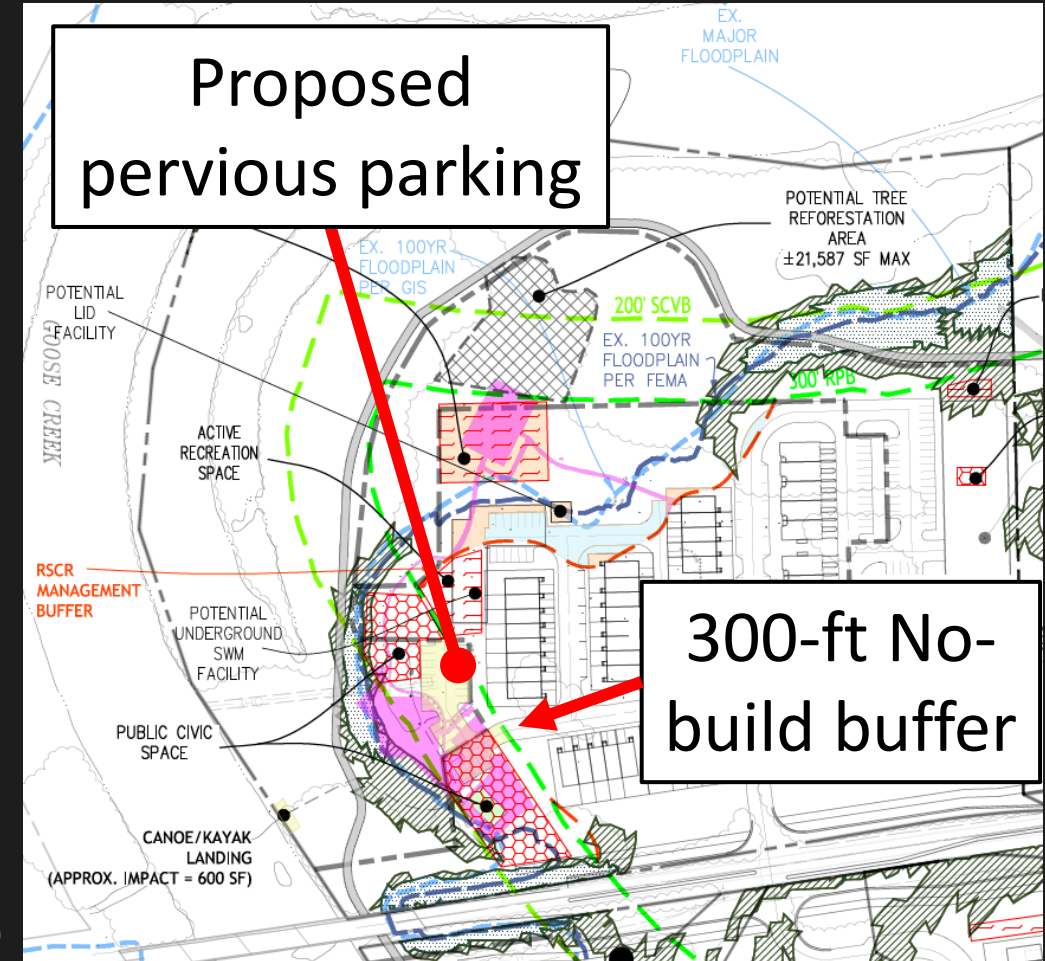 EX.
MAJOR
FLOODPLAIN
Proposed
pervious parking
POTENTIAL TREE
REFORESTATION
AREA
±21,587 SF MAX
EX. 100YR
FLOODPLAIN
PER GIS
POTENTIAL
LID
FACILITY
200' SCVB
GOOSE CREEK
EX. 100YR
FLOODPLAIN
PER FEMA
300' RPB
ACTIVE
RECREATION
SPACE
RSCR
MANAGEMENT
BUFFER
POTENTIAL
UNDERGROUND
SWM
FACILITY
300-ft No-
build buffer
PUBLIC CIVIC
SPACE
CANOE/KAYAK
LANDING
(APPROX. IMPACT = 600 SF)